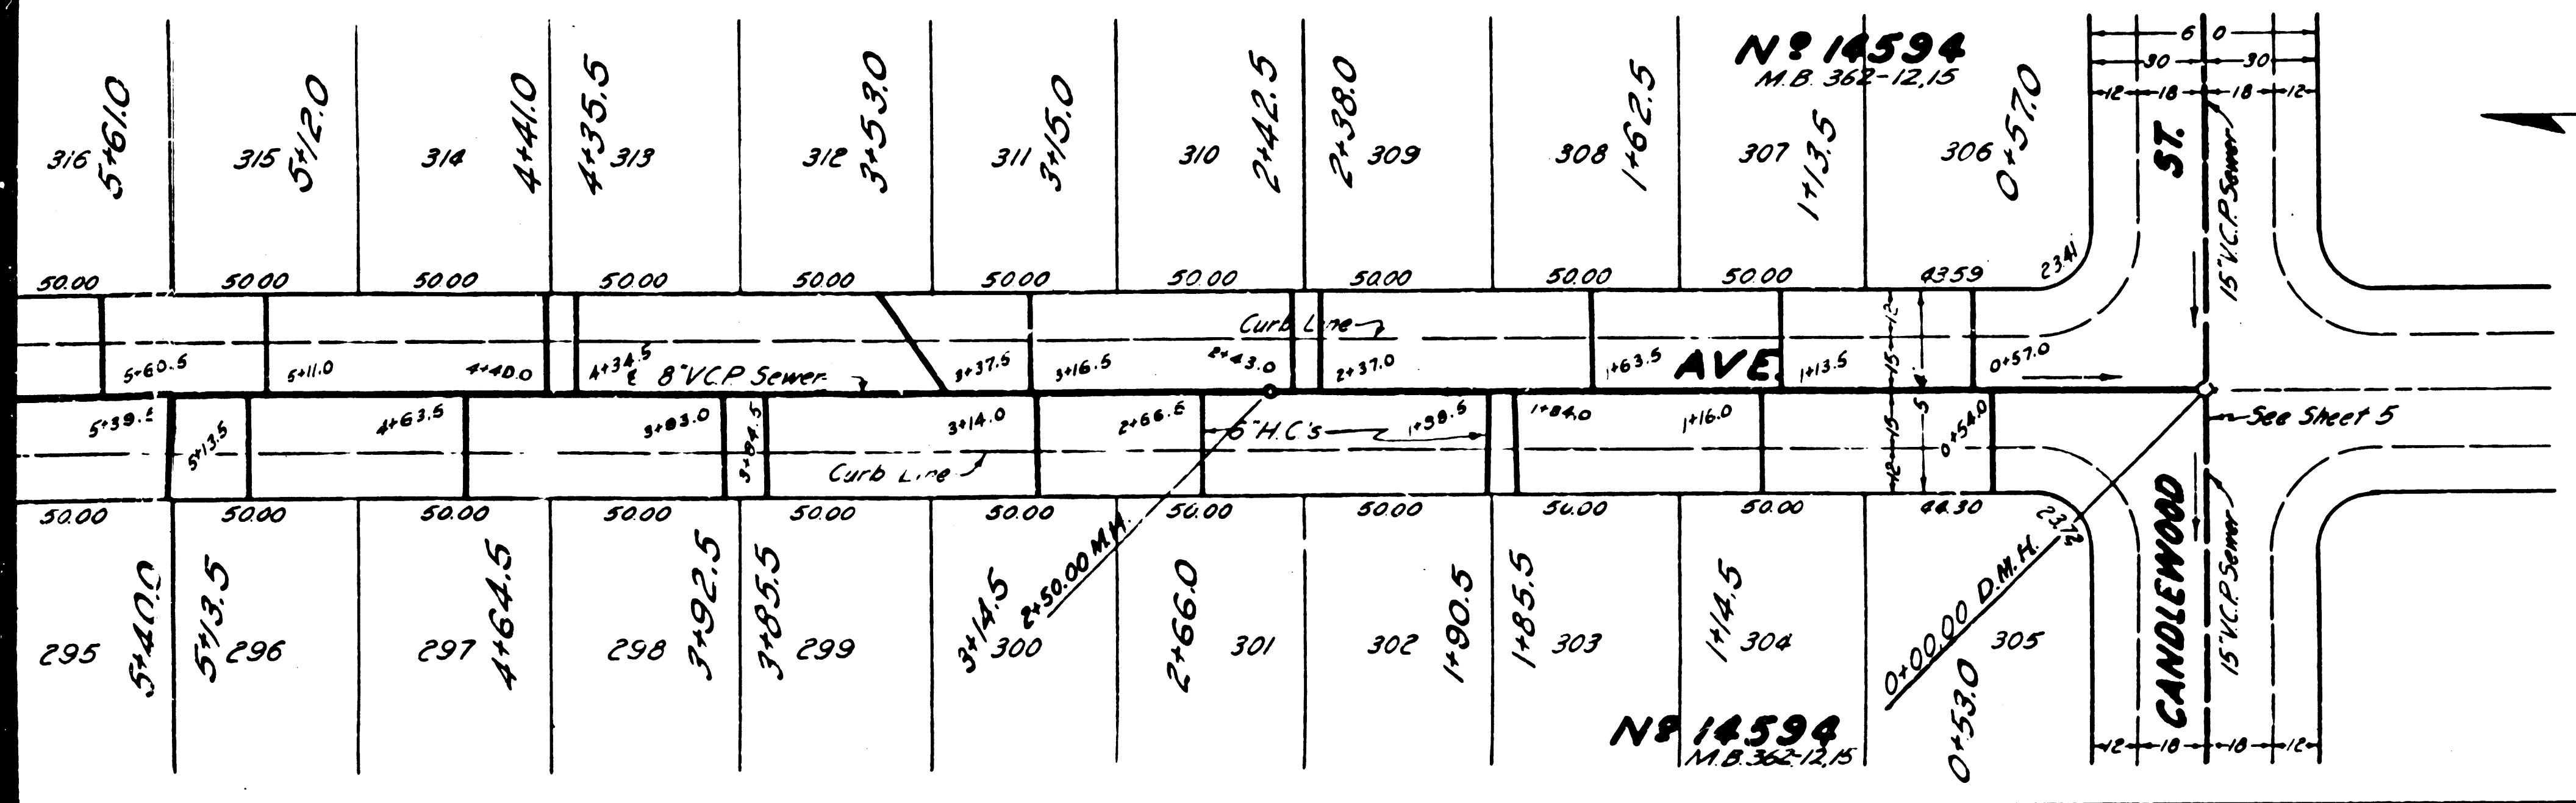 Nº 14594
M.B. 362-12,15
60
30 30
12 18 18 12
316 5+61.0 315 5+12.0 314 4+41.0 4+35.5 313 312 3+53.0 311 3+15.0 310 2+42.5 2+38.0 309 308 1+62.5 307 1+13.5 306 0+57.0
ST.
15" V.C.P. Sewer
50.00 50.00 50.00 50.00 50.00 50.00 50.00 50.00 50.00 50.00 43.59 23.41
Curb Line
12
5+60.5 5+11.0 4+40.0 4+34.5 ℄ 8" V.C.P. Sewer 3+37.5 3+16.5 2+43.0 2+37.0 1+63.5 AVE. 1+13.5 15 4 0+57.0
5+39.5 5+13.5 4+63.5 3+93.0 3+84.5 3+14.0 2+66.5 6" H.C.'s 1+84.0 1+16.0 15 5 0+54.0
See Sheet 5
Curb Line
12
50.00 50.00 50.00 50.00 50.00 50.00 50.00 50.00 50.00 50.00 44.30
2+50.00 M.H.
0+00.00 D.M.H.
CANDLEWOOD
15" V.C.P. Sewer
295 5+40.0 5+13.5 296 297 4+64.5 298 3+92.5 3+85.5 299 3+14.5 300 2+66.0 301 302 1+90.5 1+85.5 303 1+14.5 304 0+53.0 305
Nº 14594
M.B. 362-12,15
12 18 18 12